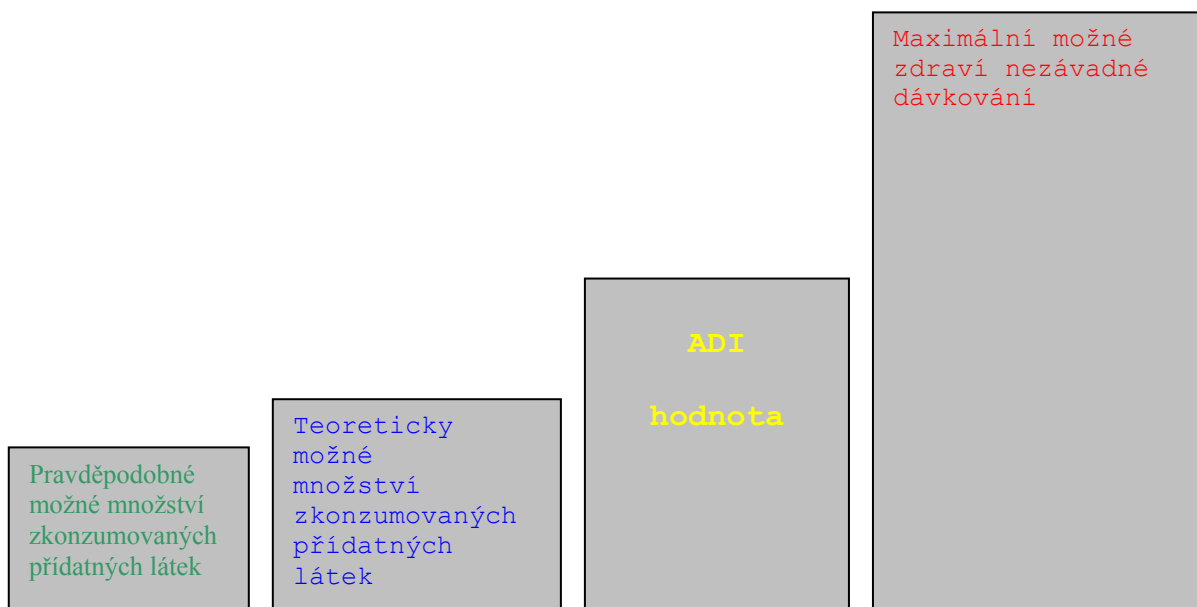 Pravděpodobné
možné množství
zkonzumovaných
přídatných látek
Teoreticky
možné
množství
zkonzumovaných
přídatných
látek
ADI
hodnota
Maximální možné
zdraví nezávadné
dávkování